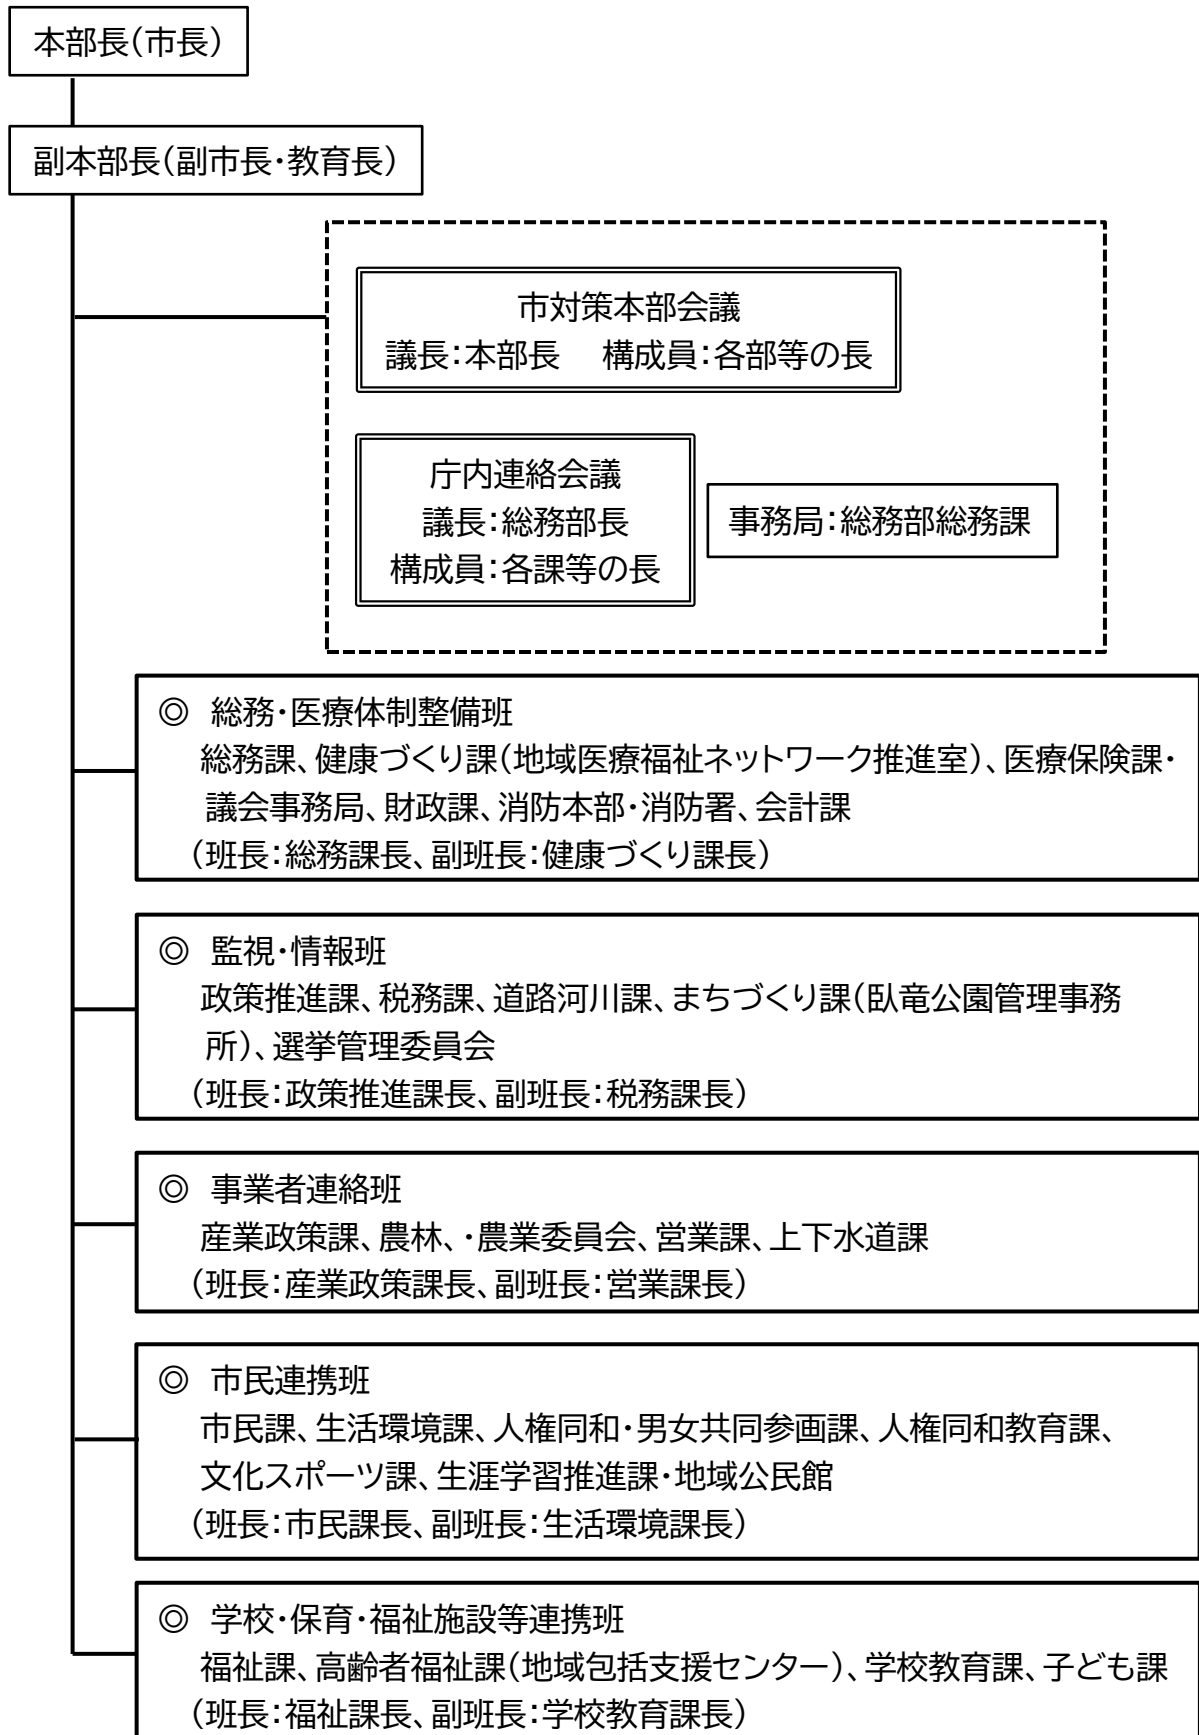 本部長（市長）
副本部長（副市長・教育長）
市対策本部会議
議長：本部長　構成員：各部等の長
庁内連絡会議
議長：総務部長
構成員：各課等の長
事務局：総務部総務課
◎　総務・医療体制整備班
総務課、健康づくり課（地域医療福祉ネットワーク推進室）、医療保険課・
議会事務局、財政課、消防本部・消防署、会計課
（班長：総務課長、副班長：健康づくり課長）
◎　監視・情報班
政策推進課、税務課、道路河川課、まちづくり課（臥竜公園管理事務
所）、選挙管理委員会
（班長：政策推進課長、副班長：税務課長）
◎　事業者連絡班
産業政策課、農林、・農業委員会、営業課、上下水道課
（班長：産業政策課長、副班長：営業課長）
◎　市民連携班
市民課、生活環境課、人権同和・男女共同参画課、人権同和教育課、
文化スポーツ課、生涯学習推進課・地域公民館
（班長：市民課長、副班長：生活環境課長）
◎　学校・保育・福祉施設等連携班
福祉課、高齢者福祉課（地域包括支援センター）、学校教育課、子ども課
（班長：福祉課長、副班長：学校教育課長）